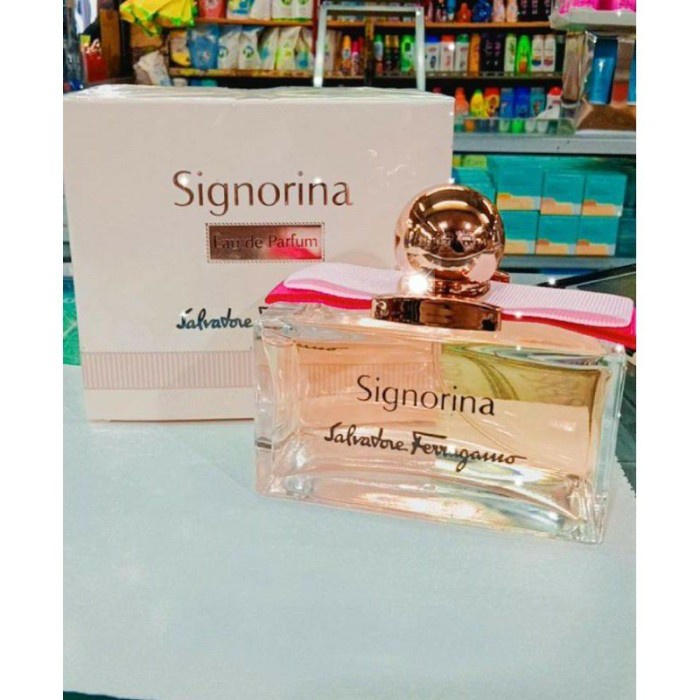 Signorina
Eau de Parfum
Salvatore
Signorina
Salvatore Ferragamo